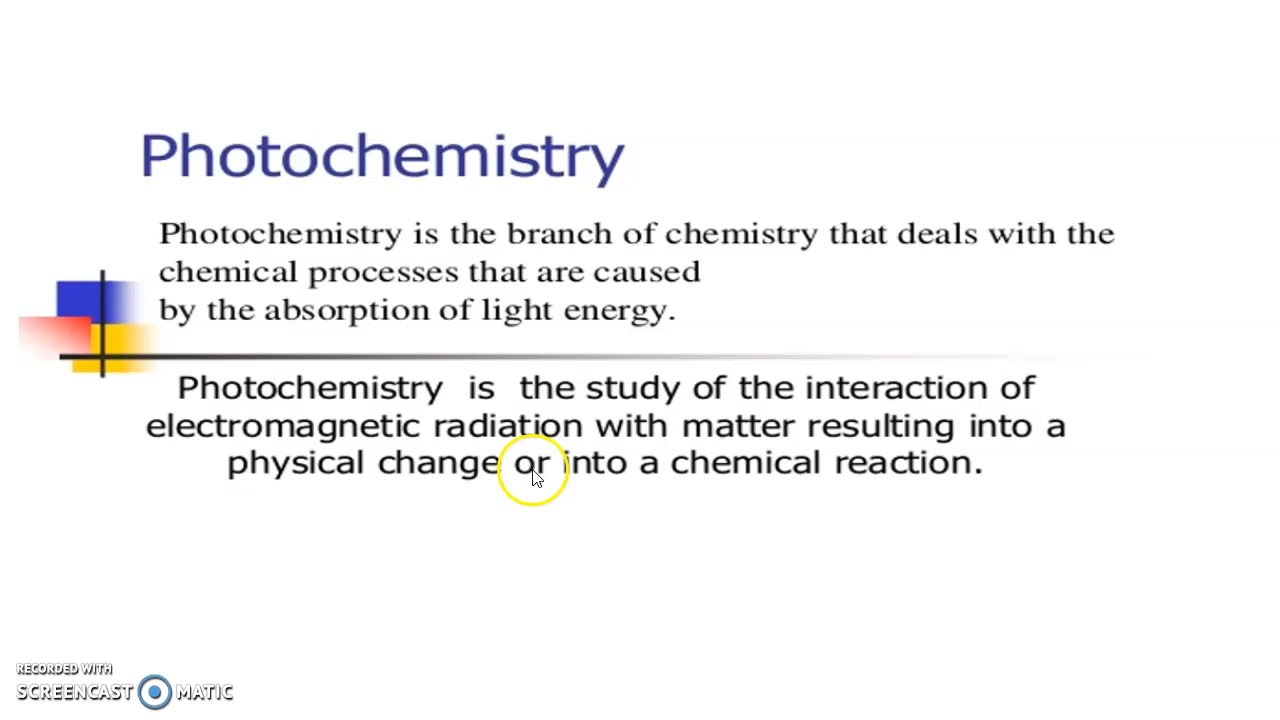 Photochemistry
Photochemistry is the branch of chemistry that deals with the
chemical processes that are caused
by the absorption of light energy.
Photochemistry is the study of the interaction of
electromagnetic radiation with matter resulting into a
physical change or into a chemical reaction.
RECORDED WITH
SCREENCAST MATIC